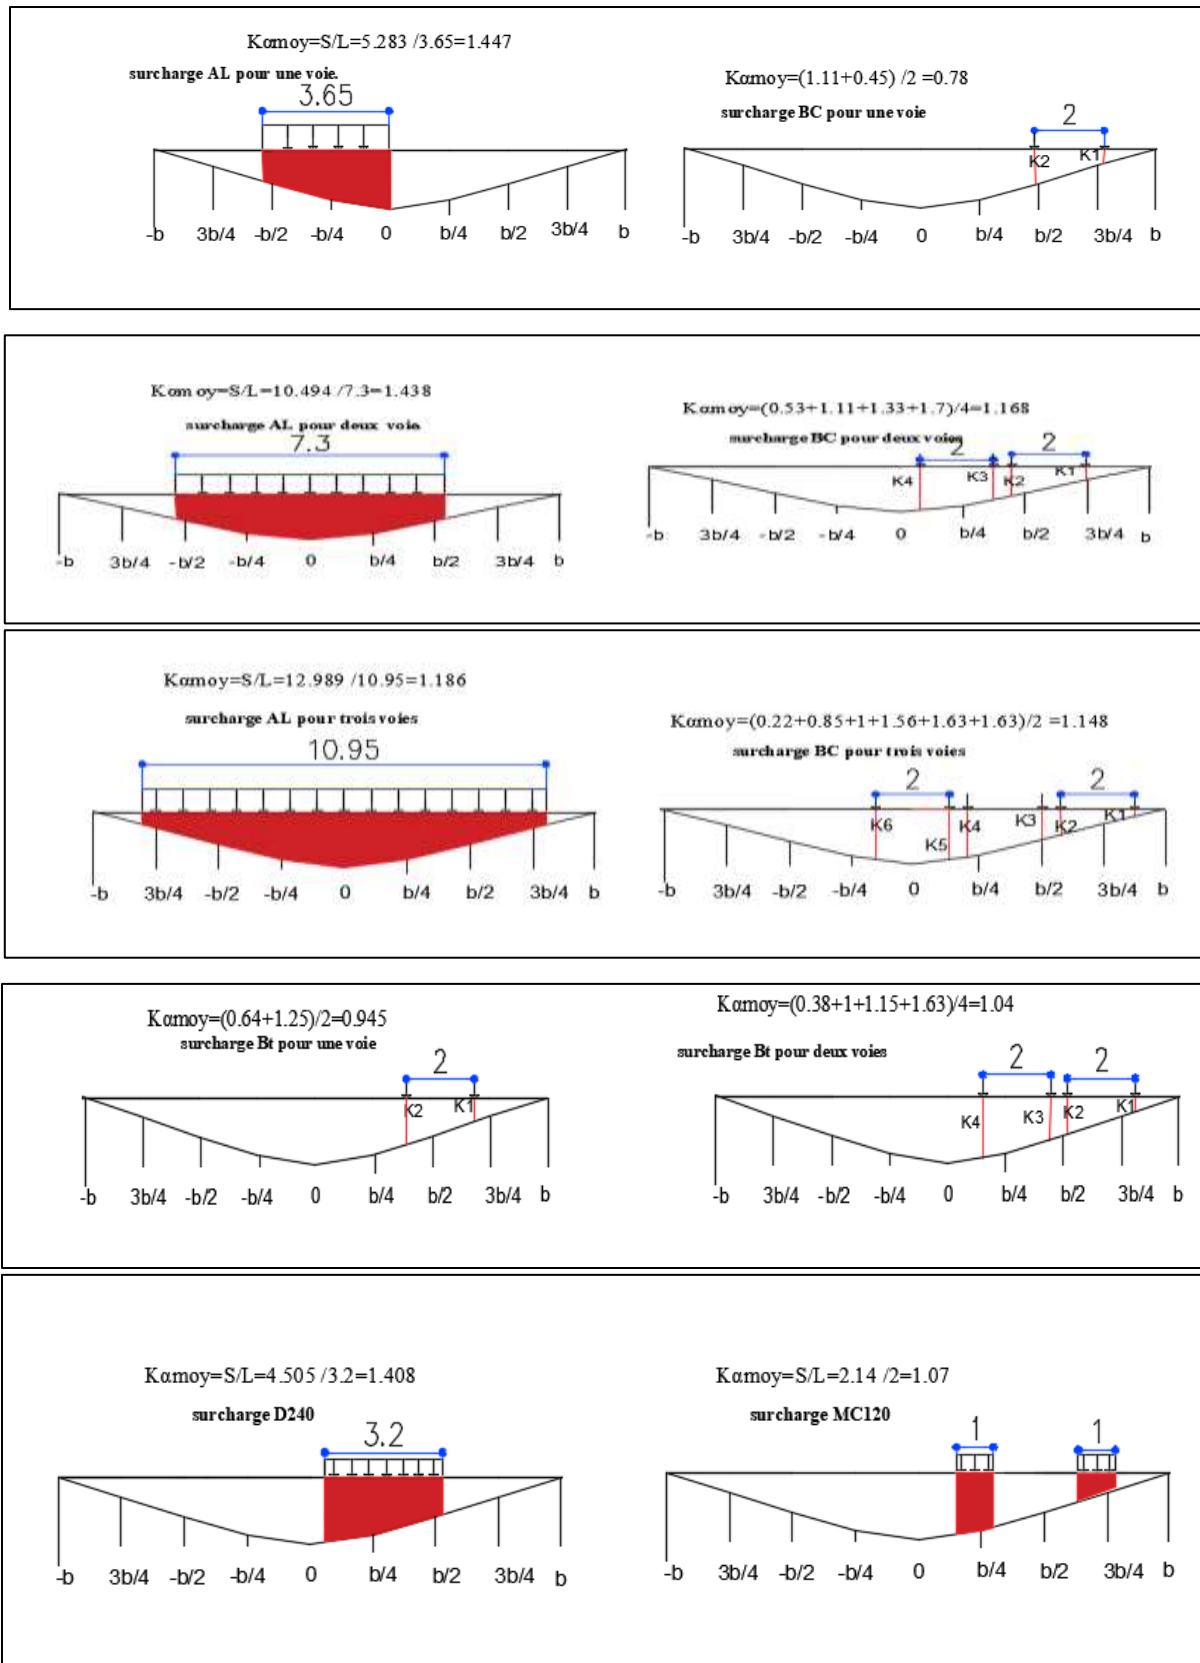 Kαmoy=S/L=5.283 /3.65=1.447
surcharge AL pour une voie.
3.65
-b 3b/4 -b/2 -b/4 0 b/4 b/2 3b/4 b
Kαmoy=(1.11+0.45) /2 =0.78
surcharge BC pour une voie
2
K2 K1
-b 3b/4 -b/2 -b/4 0 b/4 b/2 3b/4 b
Kαmoy=S/L=10.494 /7.3=1.438
surcharge AL pour deux voie
7.3
-b 3b/4 -b/2 -b/4 0 b/4 b/2 3b/4 b
Kαmoy=(0.53+1.11+1.33+1.7)/4=1.168
surcharge BC pour deux voies
2 2
K4 K3 K2 K1
-b 3b/4 -b/2 -b/4 0 b/4 b/2 3b/4 b
Kαmoy=S/L=12.989 /10.95=1.186
surcharge AL pour trois voies
10.95
-b 3b/4 -b/2 -b/4 0 b/4 b/2 3b/4 b
Kαmoy=(0.22+0.85+1+1.56+1.63+1.63)/2 =1.148
surcharge BC pour trois voies
2 2
K6 K5 K4 K3 K2 K1
-b 3b/4 -b/2 -b/4 0 b/4 b/2 3b/4 b
Kαmoy=(0.64+1.25)/2=0.945
surcharge Bt pour une voie
2
K2 K1
-b 3b/4 -b/2 -b/4 0 b/4 b/2 3b/4 b
Kαmoy=(0.38+1+1.15+1.63)/4=1.04
surcharge Bt pour deux voies
2 2
K4 K3 K2 K1
-b 3b/4 -b/2 -b/4 0 b/4 b/2 3b/4 b
Kαmoy=S/L=4.505 /3.2=1.408
surcharge D240
3.2
-b 3b/4 -b/2 -b/4 0 b/4 b/2 3b/4 b
Kαmoy=S/L=2.14 /2=1.07
surcharge MC120
1 1
-b 3b/4 -b/2 -b/4 0 b/4 b/2 3b/4 b